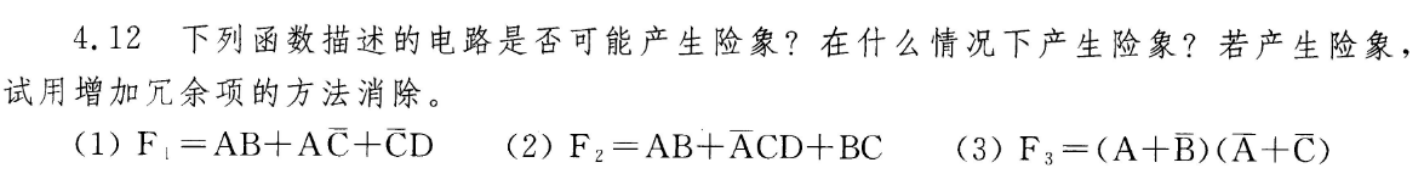 4.12 下列函数描述的电路是否可能产生险象？在什么情况下产生险象？若产生险象，
试用增加冗余项的方法消除。
(1) F₁=AB+AC̅+C̅D (2) F₂=AB+A̅CD+BC (3) F₃=(A+B̅)(A̅+C̅)